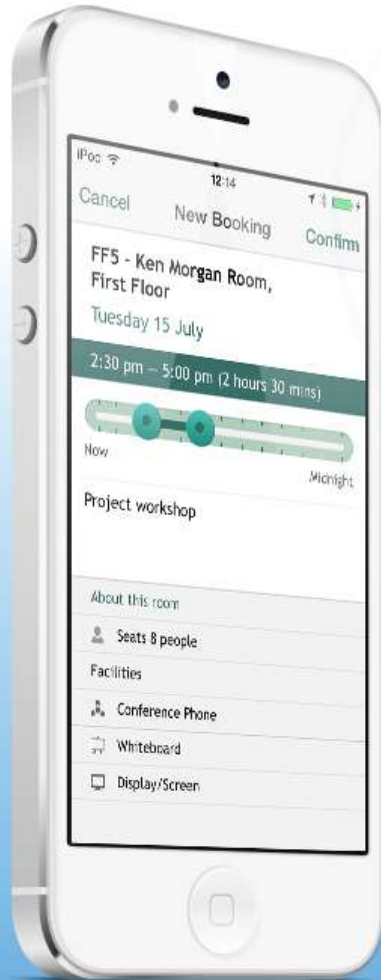 iPod
12:14
Cancel
New Booking
Confirm
FF5 - Ken Morgan Room,
First Floor
Tuesday 15 July
2:30 pm — 5:00 pm (2 hours 30 mins)
Now
Midnight
Project workshop
About this room
Seats 8 people
Facilities
Conference Phone
Whiteboard
Display/Screen